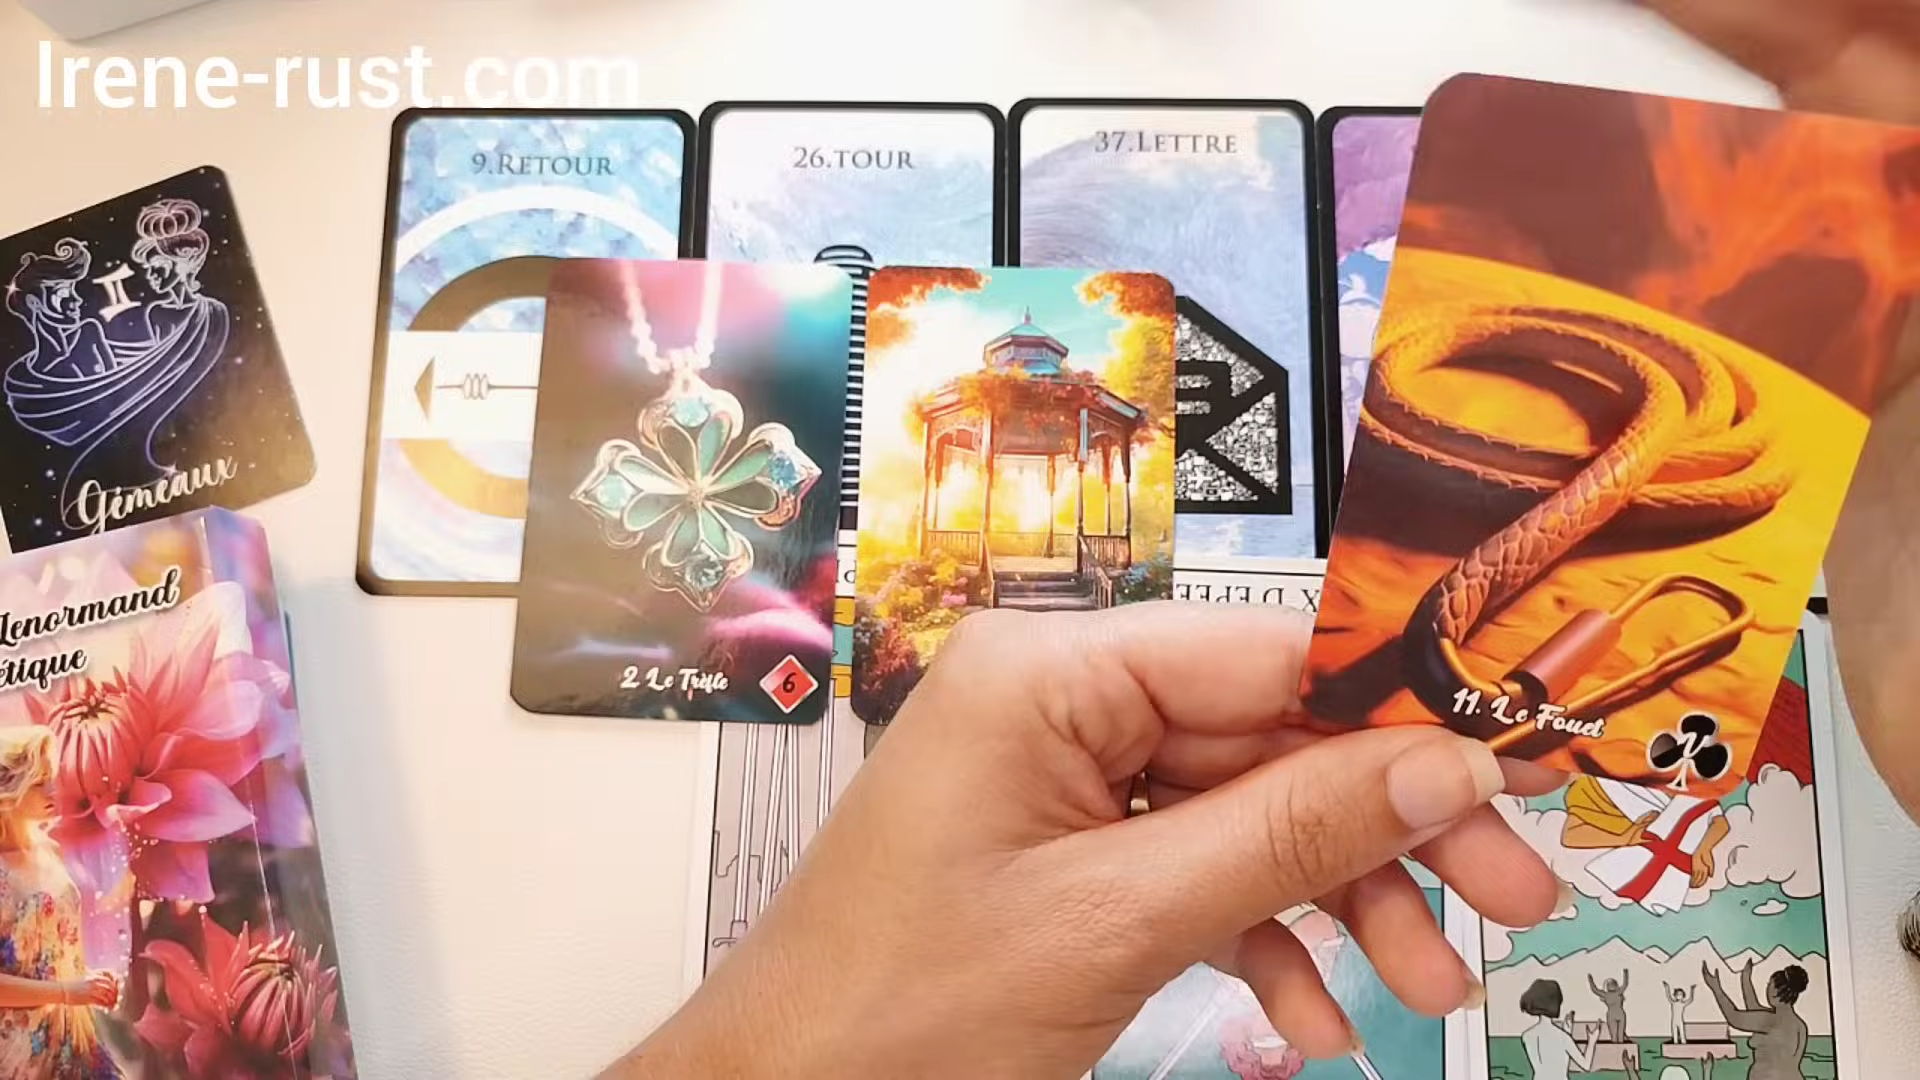 Irene-rust.com
9.RETOUR
26.TOUR
37.LETTRE
Gémeaux
Lenormand
étique
2 Le Trèfle
6
11. Le Fouet
V
X D'EPEE